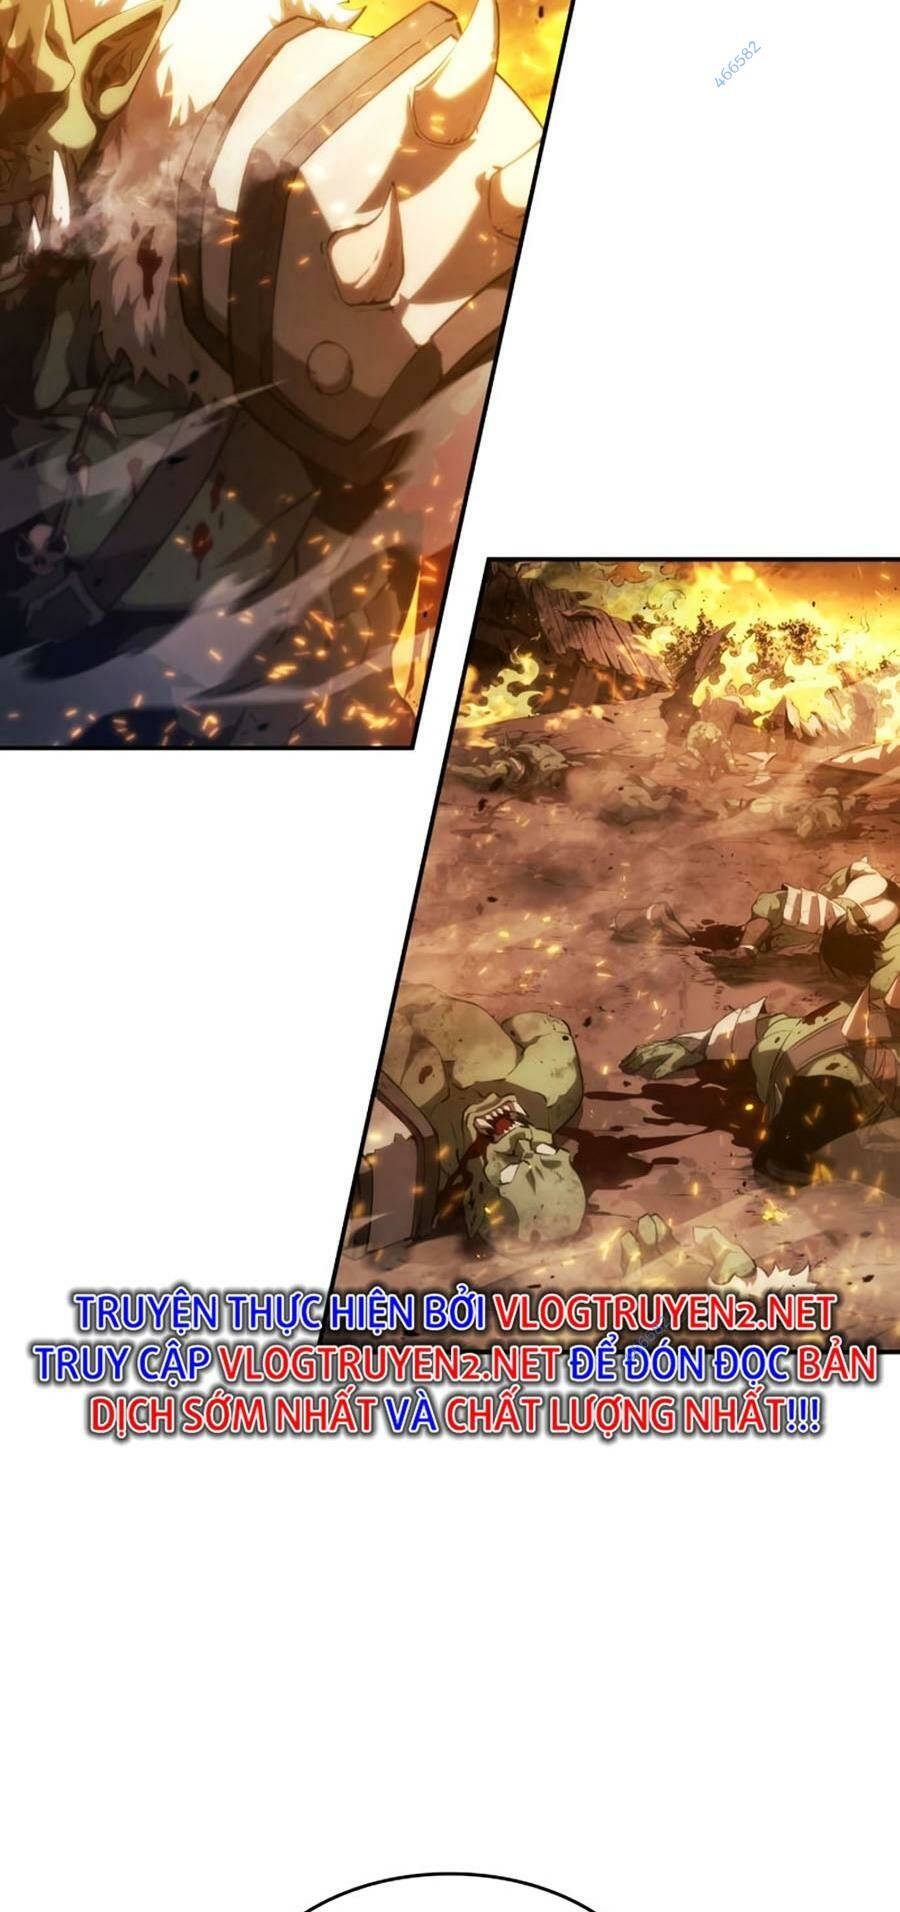 466582
TRUYỆN THỰC HIỆN BỞI VLOGTRUYEN2.NET
TRUY CẬP VLOGTRUYEN2.NET ĐỂ ĐÓN ĐỌC BẢN
DỊCH SỚM NHẤT VÀ CHẤT LƯỢNG NHẤT!!!
466582